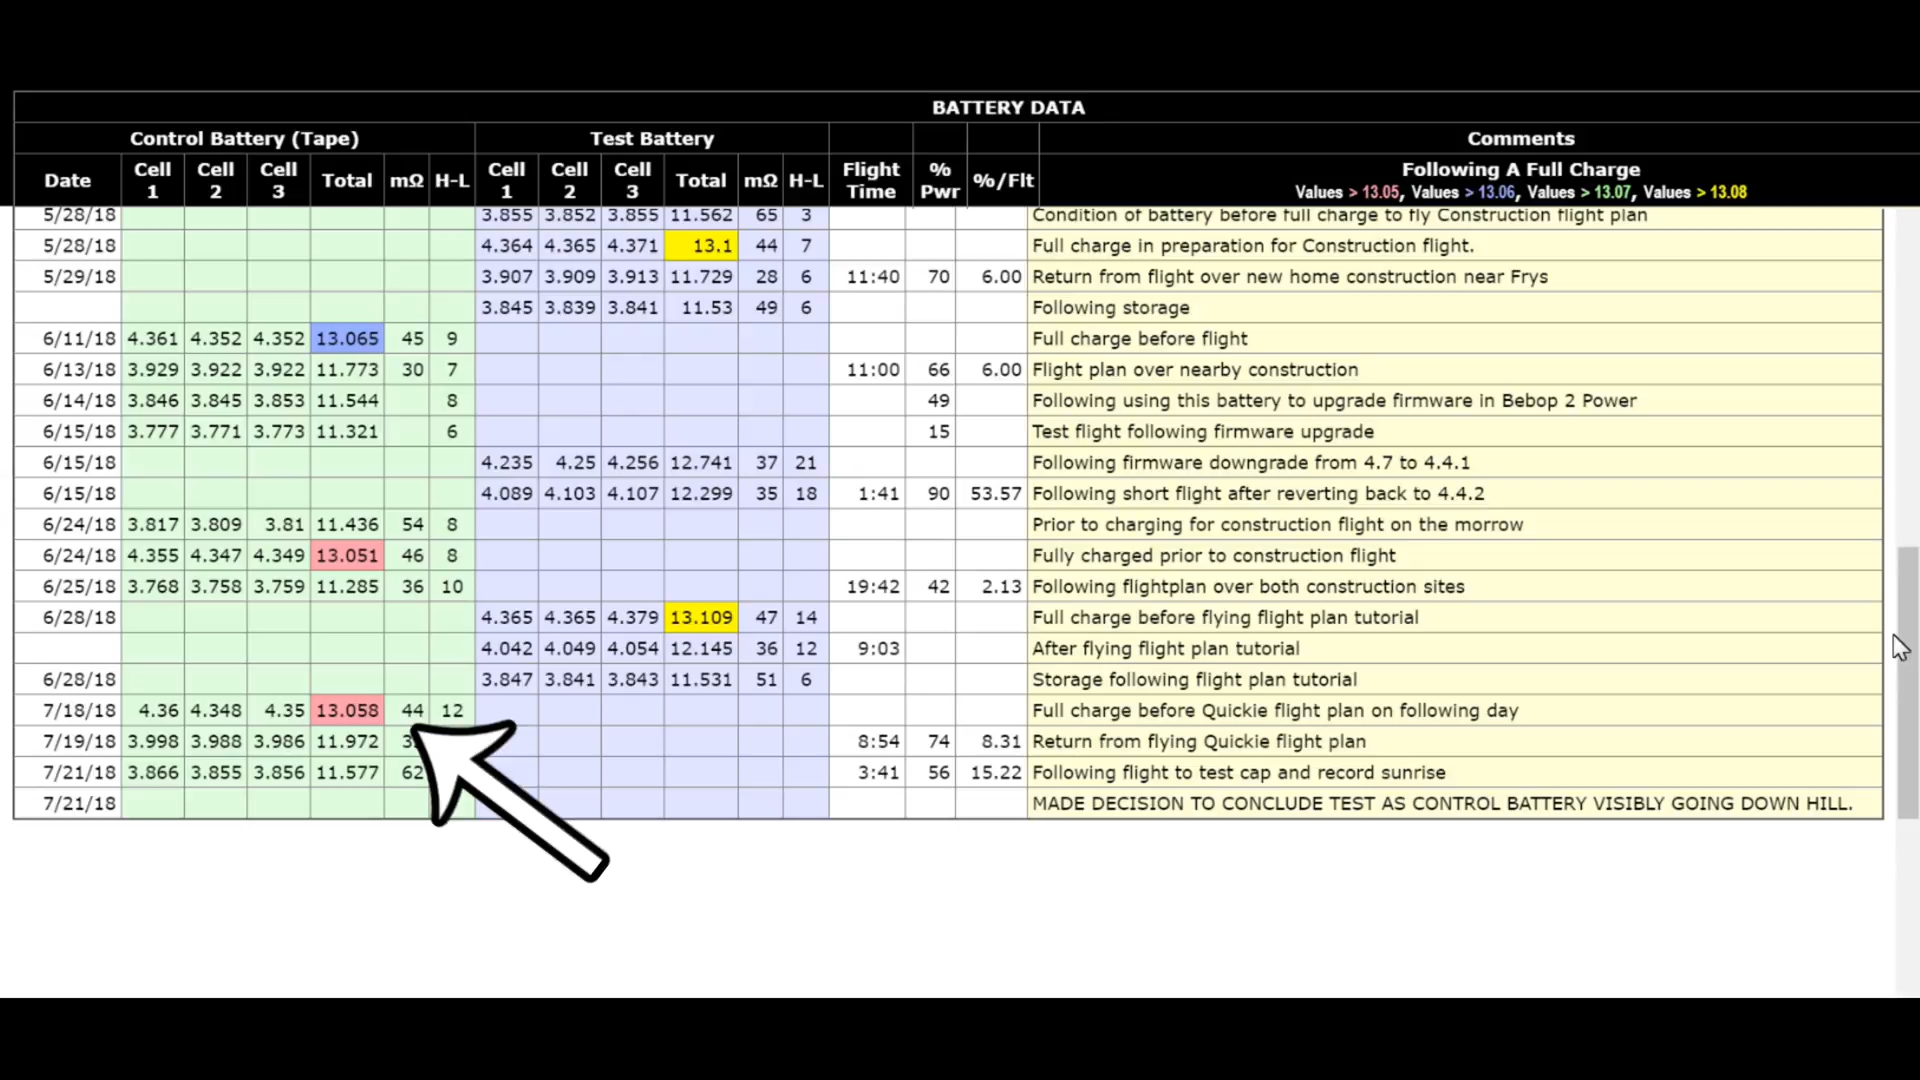 BATTERY DATA
Control Battery (Tape) Test Battery Comments
Date Cell 1 Cell 2 Cell 3 Total mΩ H-L Cell 1 Cell 2 Cell 3 Total mΩ H-L Flight Time % Pwr %/Flt Following A Full Charge
Values > 13.05, Values > 13.06, Values > 13.07, Values > 13.08
5/28/18 3.855 3.852 3.855 11.562 65 3 Condition of battery before full charge to fly Construction flight plan
5/28/18 4.364 4.365 4.371 13.1 44 7 Full charge in preparation for Construction flight.
5/29/18 3.907 3.909 3.913 11.729 28 6 11:40 70 6.00 Return from flight over new home construction near Frys
3.845 3.839 3.841 11.53 49 6 Following storage
6/11/18 4.361 4.352 4.352 13.065 45 9 Full charge before flight
6/13/18 3.929 3.922 3.922 11.773 30 7 11:00 66 6.00 Flight plan over nearby construction
6/14/18 3.846 3.845 3.853 11.544 8 49 Following using this battery to upgrade firmware in Bebop 2 Power
6/15/18 3.777 3.771 3.773 11.321 6 15 Test flight following firmware upgrade
6/15/18 4.235 4.25 4.256 12.741 37 21 Following firmware downgrade from 4.7 to 4.4.1
6/15/18 4.089 4.103 4.107 12.299 35 18 1:41 90 53.57 Following short flight after reverting back to 4.4.2
6/24/18 3.817 3.809 3.81 11.436 54 8 Prior to charging for construction flight on the morrow
6/24/18 4.355 4.347 4.349 13.051 46 8 Fully charged prior to construction flight
6/25/18 3.768 3.758 3.759 11.285 36 10 19:42 42 2.13 Following flightplan over both construction sites
6/28/18 4.365 4.365 4.379 13.109 47 14 Full charge before flying flight plan tutorial
4.042 4.049 4.054 12.145 36 12 9:03 After flying flight plan tutorial
6/28/18 3.847 3.841 3.843 11.531 51 6 Storage following flight plan tutorial
7/18/18 4.36 4.348 4.35 13.058 44 12 Full charge before Quickie flight plan on following day
7/19/18 3.998 3.988 3.986 11.972 8:54 74 8.31 Return from flying Quickie flight plan
7/21/18 3.866 3.855 3.856 11.577 62 3:41 56 15.22 Following flight to test cap and record sunrise
7/21/18 MADE DECISION TO CONCLUDE TEST AS CONTROL BATTERY VISIBLY GOING DOWN HILL.